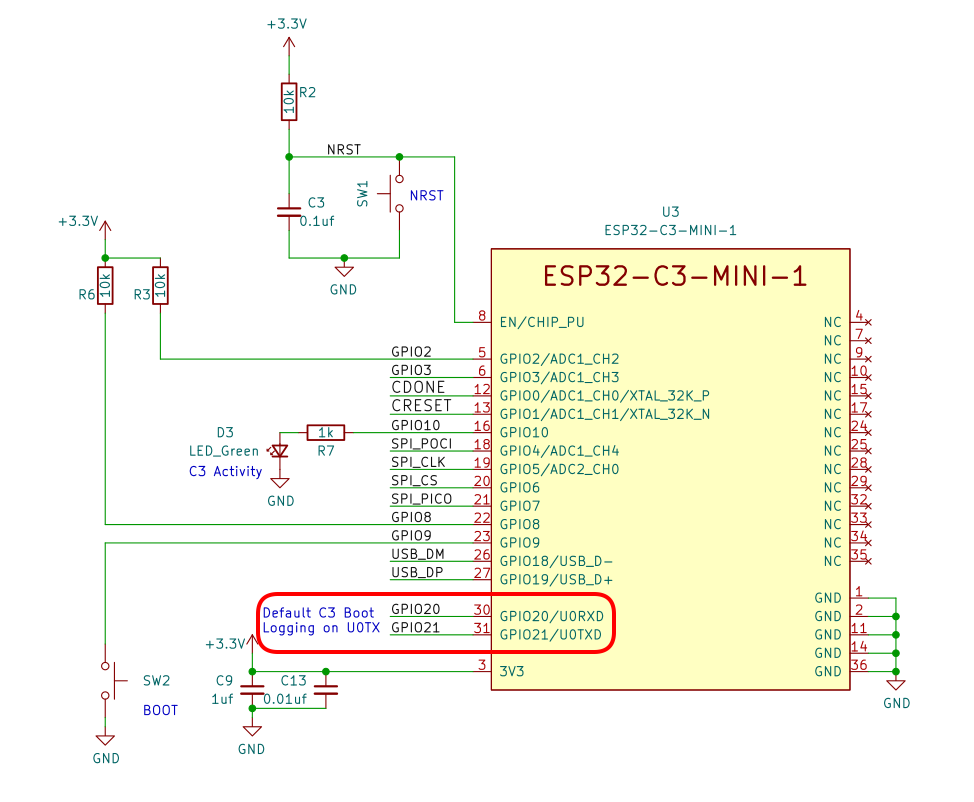 +3.3V
R2
10k
NRST
C3
0.1uf
SW1
NRST
GND
+3.3V
R6
10k
R3
10k
U3
ESP32-C3-MINI-1
ESP32-C3-MINI-1
8 EN/CHIP_PU
GPIO2 5 GPIO2/ADC1_CH2
GPIO3 6 GPIO3/ADC1_CH3
CDONE 12 GPIO0/ADC1_CH0/XTAL_32K_P
CRESET 13 GPIO1/ADC1_CH1/XTAL_32K_N
GPIO10 16 GPIO10
SPI_POCI 18 GPIO4/ADC1_CH4
SPI_CLK 19 GPIO5/ADC2_CH0
SPI_CS 20 GPIO6
SPI_PICO 21 GPIO7
GPIO8 22 GPIO8
GPIO9 23 GPIO9
USB_DM 26 GPIO18/USB_D-
USB_DP 27 GPIO19/USB_D+
GPIO20 30 GPIO20/U0RXD
GPIO21 31 GPIO21/U0TXD
3 3V3
NC 4
NC 7
NC 9
NC 10
NC 15
NC 17
NC 24
NC 25
NC 28
NC 29
NC 32
NC 33
NC 34
NC 35
GND 1
GND 2
GND 11
GND 14
GND 36
GND
D3
LED_Green
C3 Activity
1k
R7
GND
Default C3 Boot
Logging on U0TX
+3.3V
C9
1uf
C13
0.01uf
GND
SW2
BOOT
GND